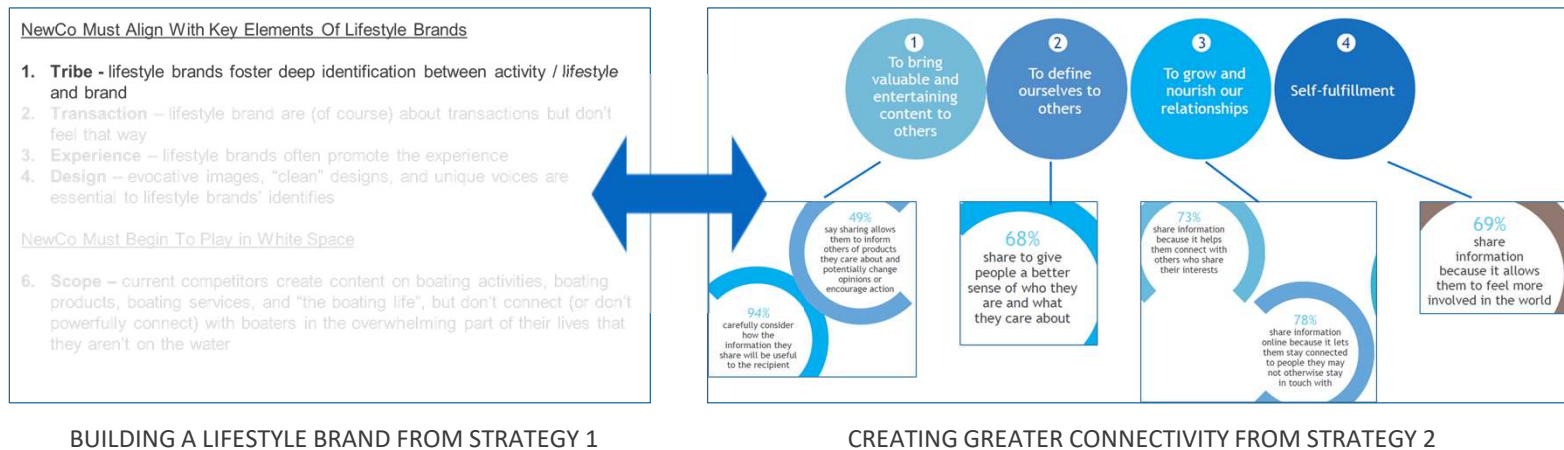 NewCo Must Align With Key Elements Of Lifestyle Brands
1. Tribe - lifestyle brands foster deep identification between activity / lifestyle
and brand
2. Transaction – lifestyle brand are (of course) about transactions but don't
feel that way
3. Experience – lifestyle brands often promote the experience
4. Design – evocative images, "clean" designs, and unique voices are
essential to lifestyle brands' identifies
NewCo Must Begin To Play in White Space
6. Scope – current competitors create content on boating activities, boating
products, boating services, and "the boating life", but don't connect (or don't
powerfully connect) with boaters in the overwhelming part of their lives that
they aren't on the water
BUILDING A LIFESTYLE BRAND FROM STRATEGY 1
1
To bring
valuable and
entertaining
content to
others
2
To define
ourselves to
others
3
To grow and
nourish our
relationships
4
Self-fulfillment
49%
say sharing allows
them to inform
others of products
they care about and
potentially change
opinions or
encourage action
94%
carefully consider
how the
information they
share will be useful
to the recipient
68%
share to give
people a better
sense of who they
are and what
they care about
73%
share information
because it helps
them connect with
others who share
their interests
78%
share information
online because it lets
them stay connected
to people they may
not otherwise stay
in touch with
69%
share
information
because it allows
them to feel more
involved in the world
CREATING GREATER CONNECTIVITY FROM STRATEGY 2